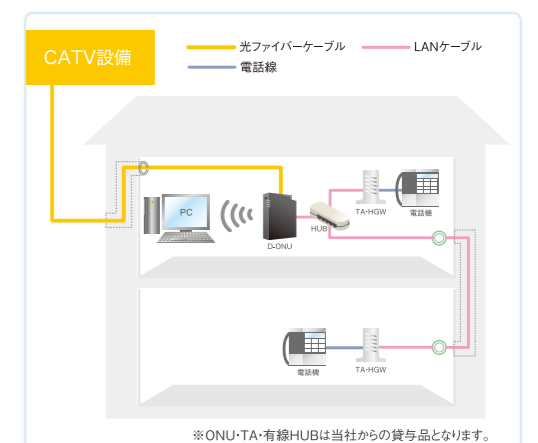 CATV設備
光ファイバーケーブル
LANケーブル
電話線
PC
D-ONU
HUB
TA・HGW
電話機
電話機
TA・HGW
※ONU・TA・有線HUBは当社からの貸与品となります。